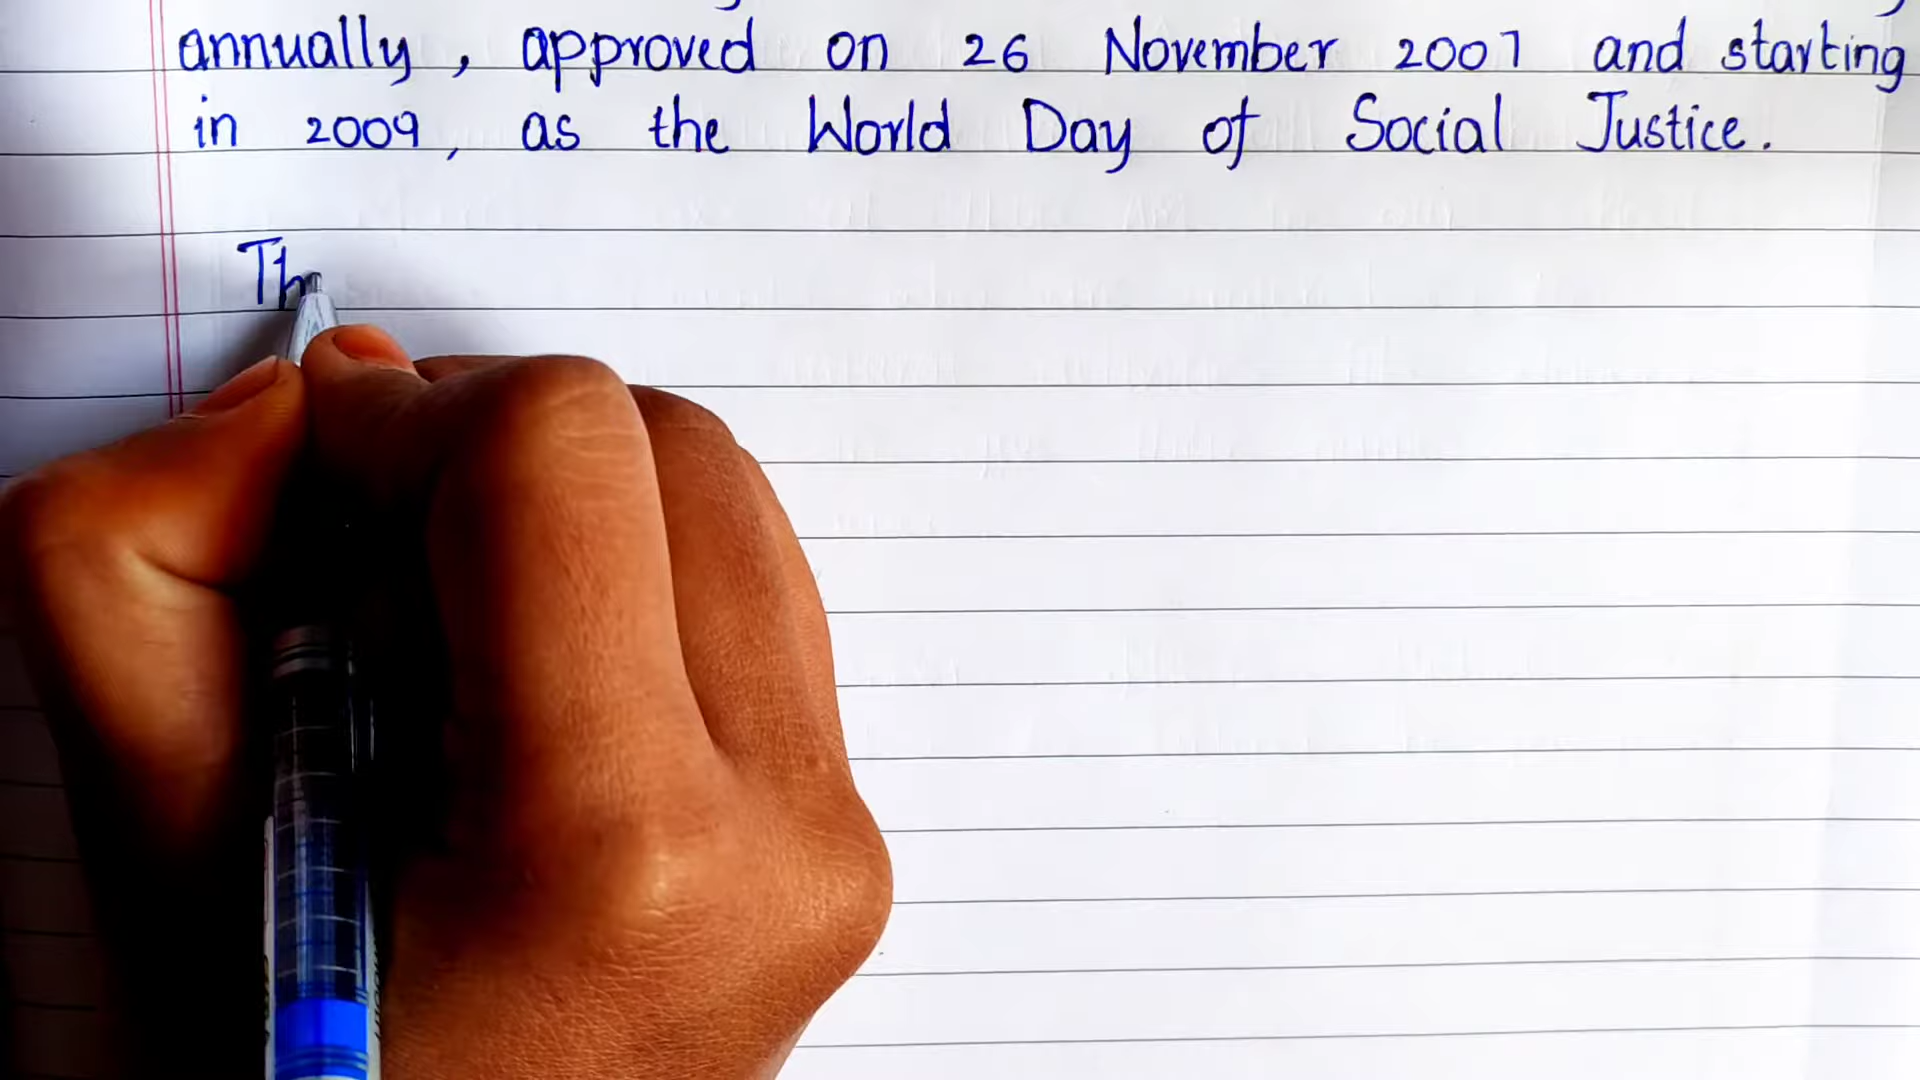 annually, approved on 26 November 2007 and starting
in 2009, as the World Day of Social Justice.
Th